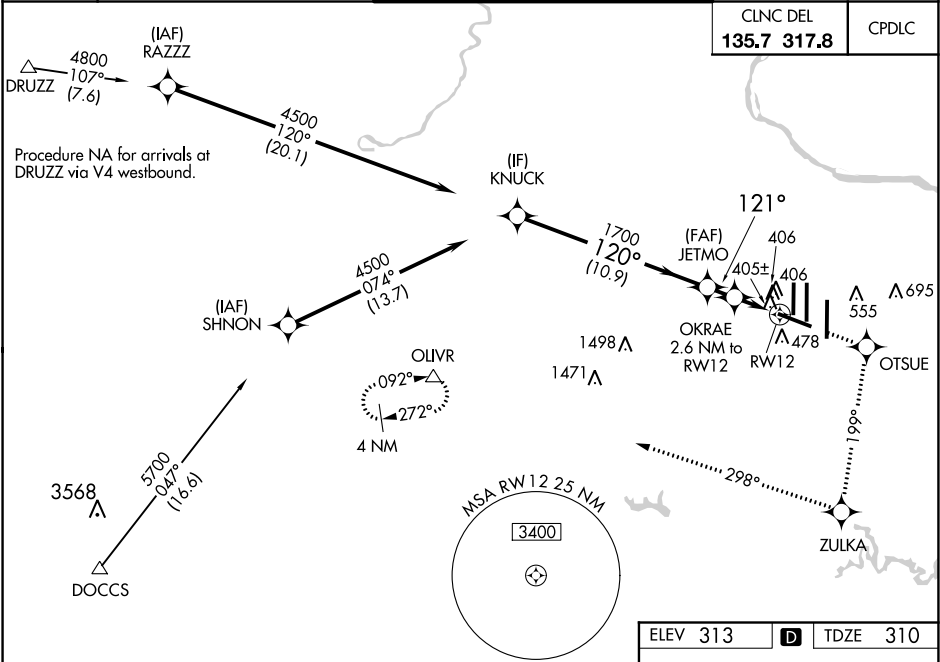 CLNC DEL
135.7 317.8
CPDLC
(IAF)
RAZZZ
4800
107°
(7.6)
DRUZZ
4500
120°
(20.1)
Procedure NA for arrivals at
DRUZZ via V4 westbound.
(IF)
KNUCK
121°
1700
120°
(10.9)
(FAF)
JETMO
406
405±
406
695
555
4500
074°
(13.7)
(IAF)
SHNON
OKRAE
2.6 NM to
RW12
RW12
478
OTSUE
1498
1471
OLIVR
092°
272°
4 NM
199°
5700
047°
(16.6)
3568
298°
MSA RW12 25 NM
3400
ZULKA
DOCCS
ELEV 313
D
TDZE 310